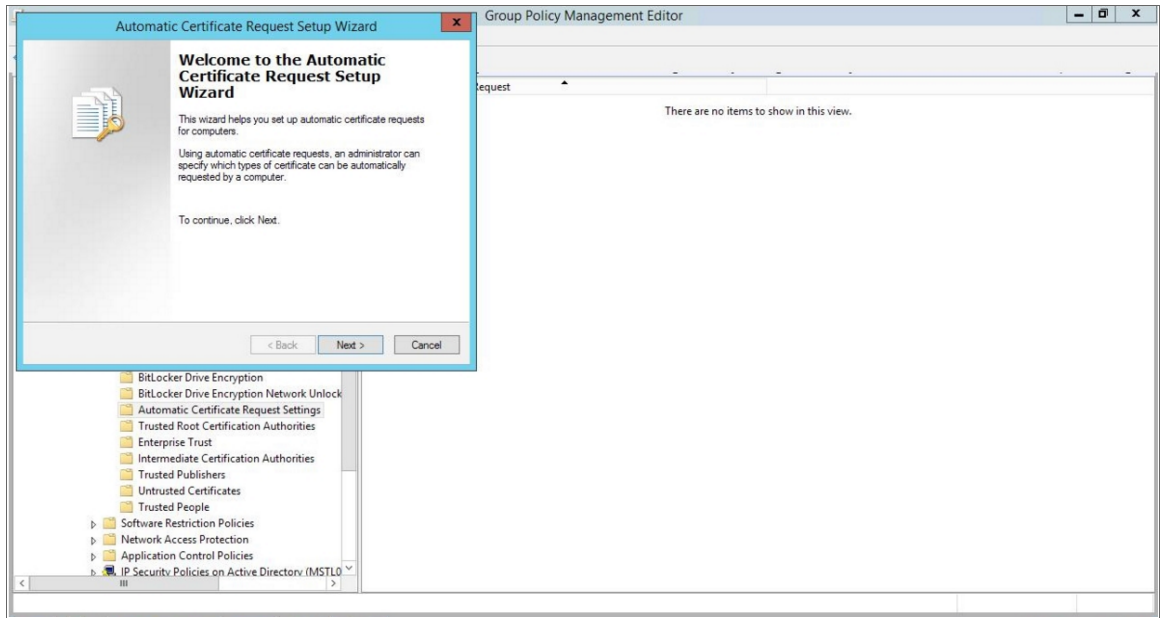 Group Policy Management Editor
Automatic Certificate Request Setup Wizard
x
Welcome to the Automatic
Certificate Request Setup
Wizard
This wizard helps you set up automatic certificate requests
for computers.
Using automatic certificate requests, an administrator can
specify which types of certificate can be automatically
requested by a computer.
To continue, click Next.
< Back Next > Cancel
There are no items to show in this view.
BitLocker Drive Encryption
BitLocker Drive Encryption Network Unlock
Automatic Certificate Request Settings
Trusted Root Certification Authorities
Enterprise Trust
Intermediate Certification Authorities
Trusted Publishers
Untrusted Certificates
Trusted People
Software Restriction Policies
Network Access Protection
Application Control Policies
IP Security Policies on Active Directory (MSTL0